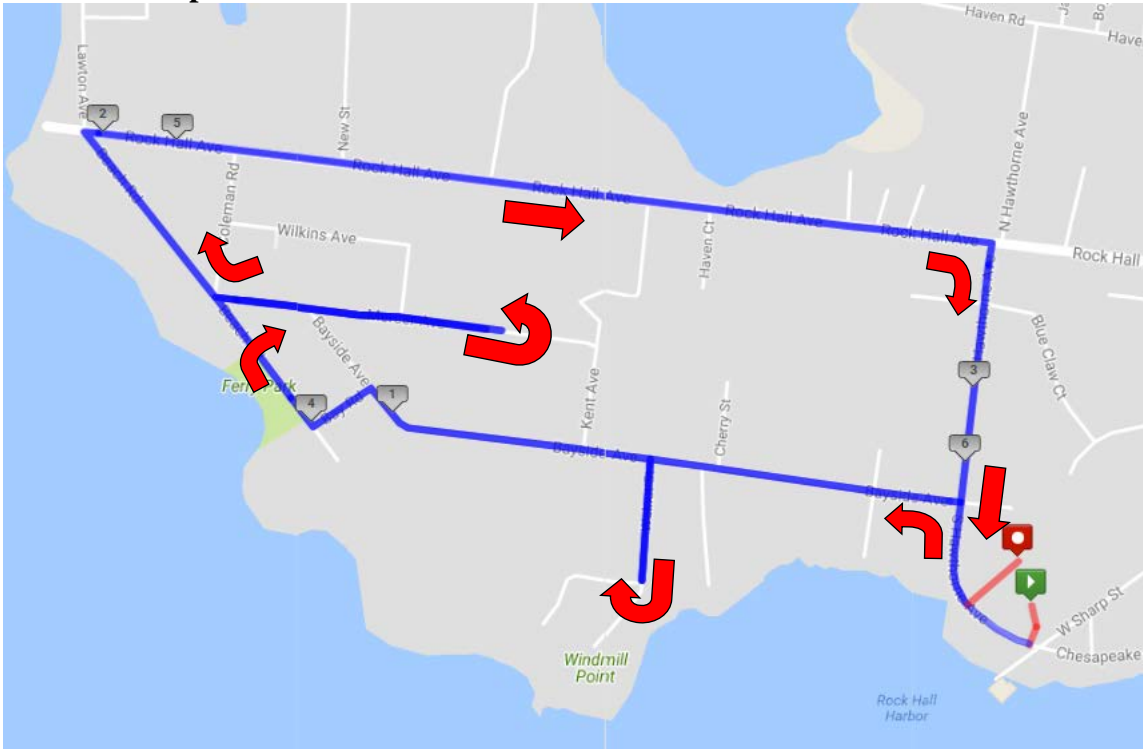 Haven Rd
Have
Lawton Ave
2
5
New St
Rock Hall Ave
Rock Hall Ave
Rock Hall Ave
Rock Hall Ave
Rock Hall Ave
N Hawthorne Ave
Rock Hall
oleman Rd
Wilkins Ave
Haven Ct
Bayside Ave
Blue Claw Ct
3
Ferry Park
4
1
Kent Ave
Cherry St
Bayside Ave
6
Bayside Ave
W Sharp St
Chesapeake
Windmill
Point
Rock Hall
Harbor